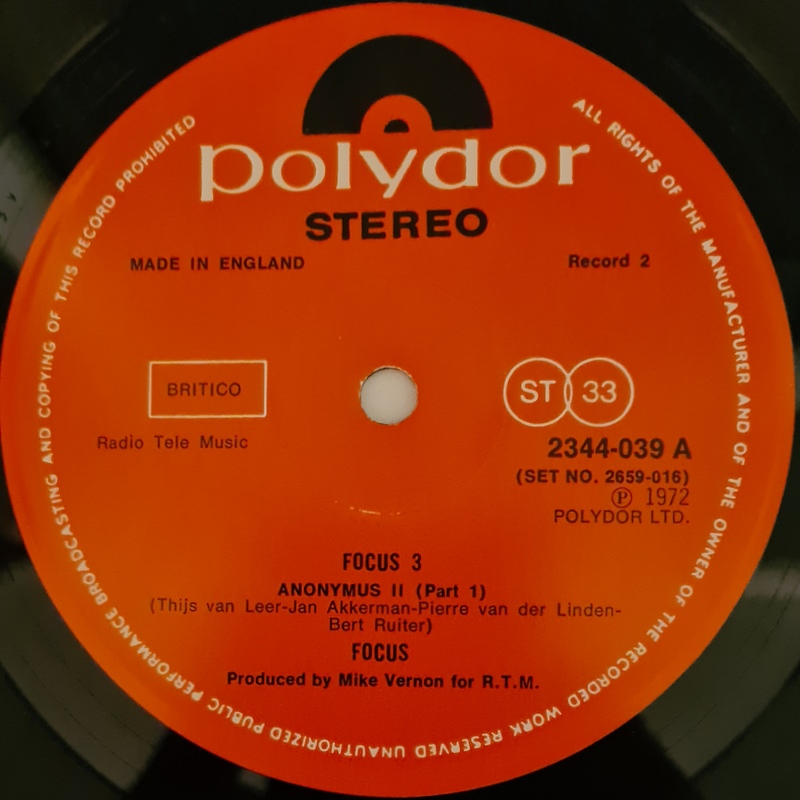 polydor
STEREO
MADE IN ENGLAND
Record 2
BRITICO
ST 33
Radio Tele Music
2344-039 A
(SET NO. 2659-016)
℗ 1972
POLYDOR LTD.
FOCUS 3
ANONYMUS II (Part 1)
(Thijs van Leer-Jan Akkerman-Pierre van der Linden-
Bert Ruiter)
FOCUS
Produced by Mike Vernon for R.T.M.
ALL RIGHTS OF THE MANUFACTURER AND OF THE OWNER OF THE RECORDED WORK RESERVED UNAUTHORIZED PUBLIC PERFORMANCE BROADCASTING AND COPYING OF THIS RECORD PROHIBITED